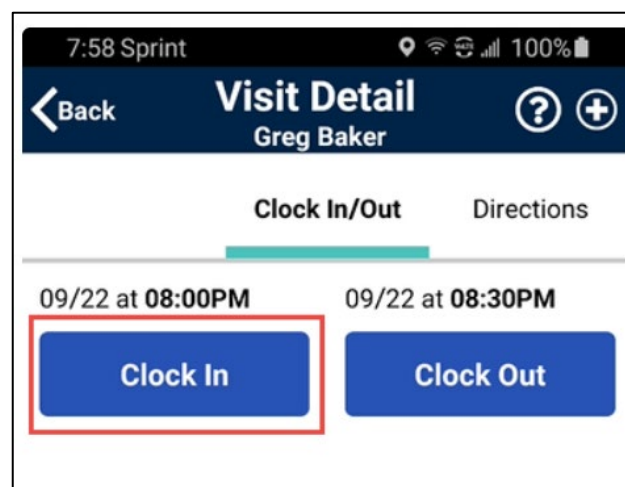 7:58 Sprint 100%
Back Visit Detail
Greg Baker
Clock In/Out Directions
09/22 at 08:00PM 09/22 at 08:30PM
Clock In Clock Out